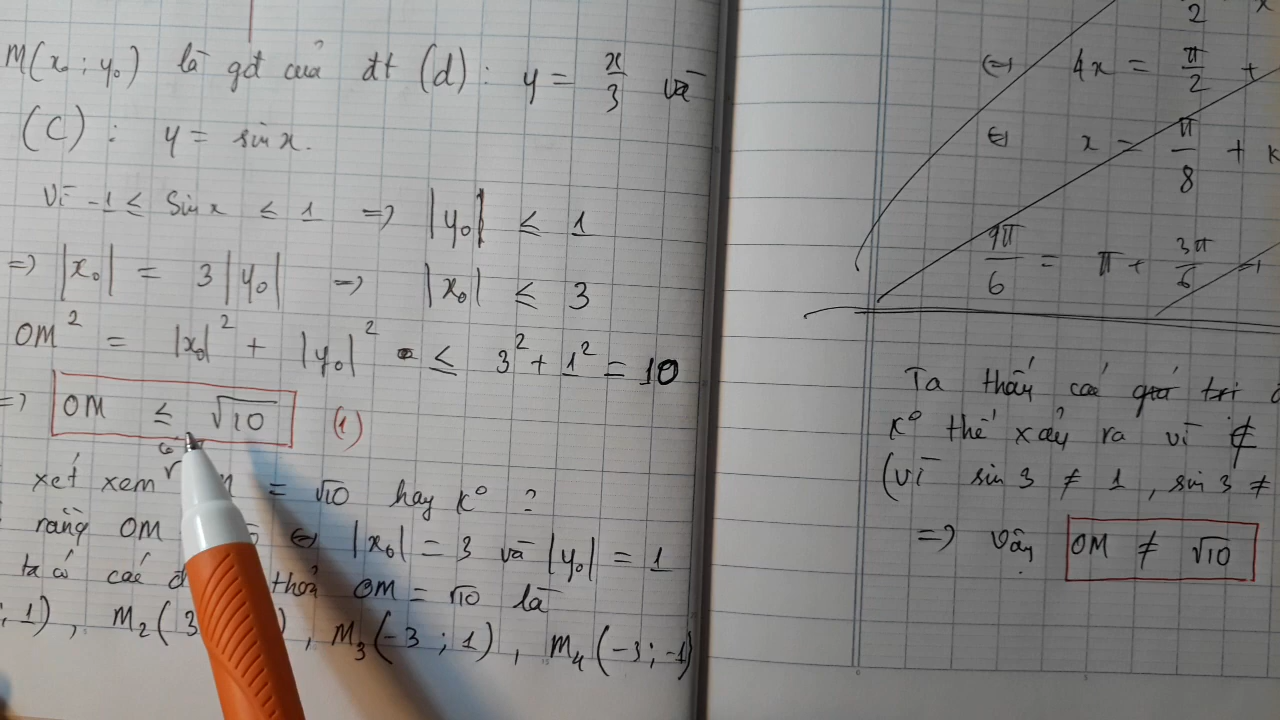 M(x₀; y₀) là gđ của đt (d): y = x/3 và
(C): y = sin x.
Vì -1 ≤ sin x ≤ 1 => |y₀| ≤ 1
=> |x₀| = 3|y₀| => |x₀| ≤ 3
OM² = |x₀|² + |y₀|² ≤ 3² + 1² = 10
=> OM ≤ √10 (1)
xét xem = √10 hay K° ?
rằng OM <=> |x₀| = 3 và |y₀| = 1
ta có các thoả OM = √10 là
; 1), M₂(3 ), M₃(-3; 1), M₄(-3; -1)
π/2
<=> 4x = π/2 +
<=> x = π/8 + K
9π/6 = π + 3π/6 =>
Ta thấy các giá trị
K° thể xảy ra vì ∉
(Vì sin 3 ≠ 1, sin 3 ≠
=> Vậy OM ≠ √10